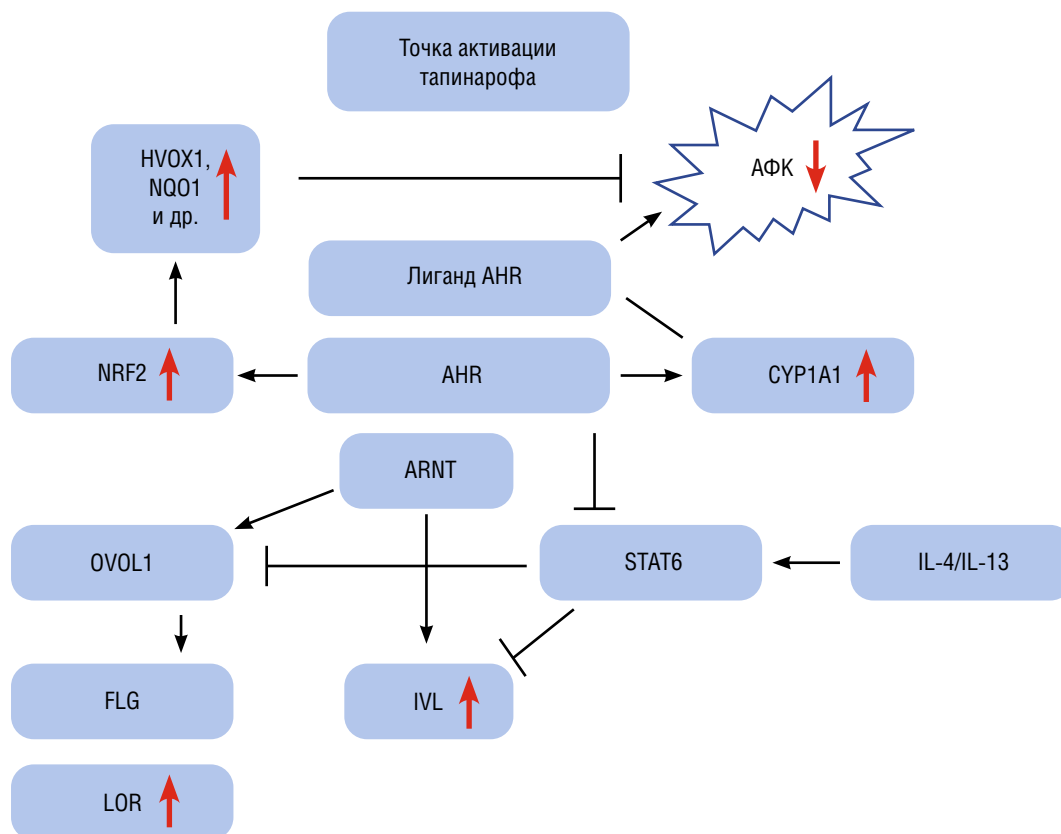 Точка активации
тапинарофа
HVOX1,
NQO1
и др.
АФК
Лиганд AHR
NRF2
AHR
CYP1A1
ARNT
OVOL1
STAT6
IL-4/IL-13
FLG
IVL
LOR